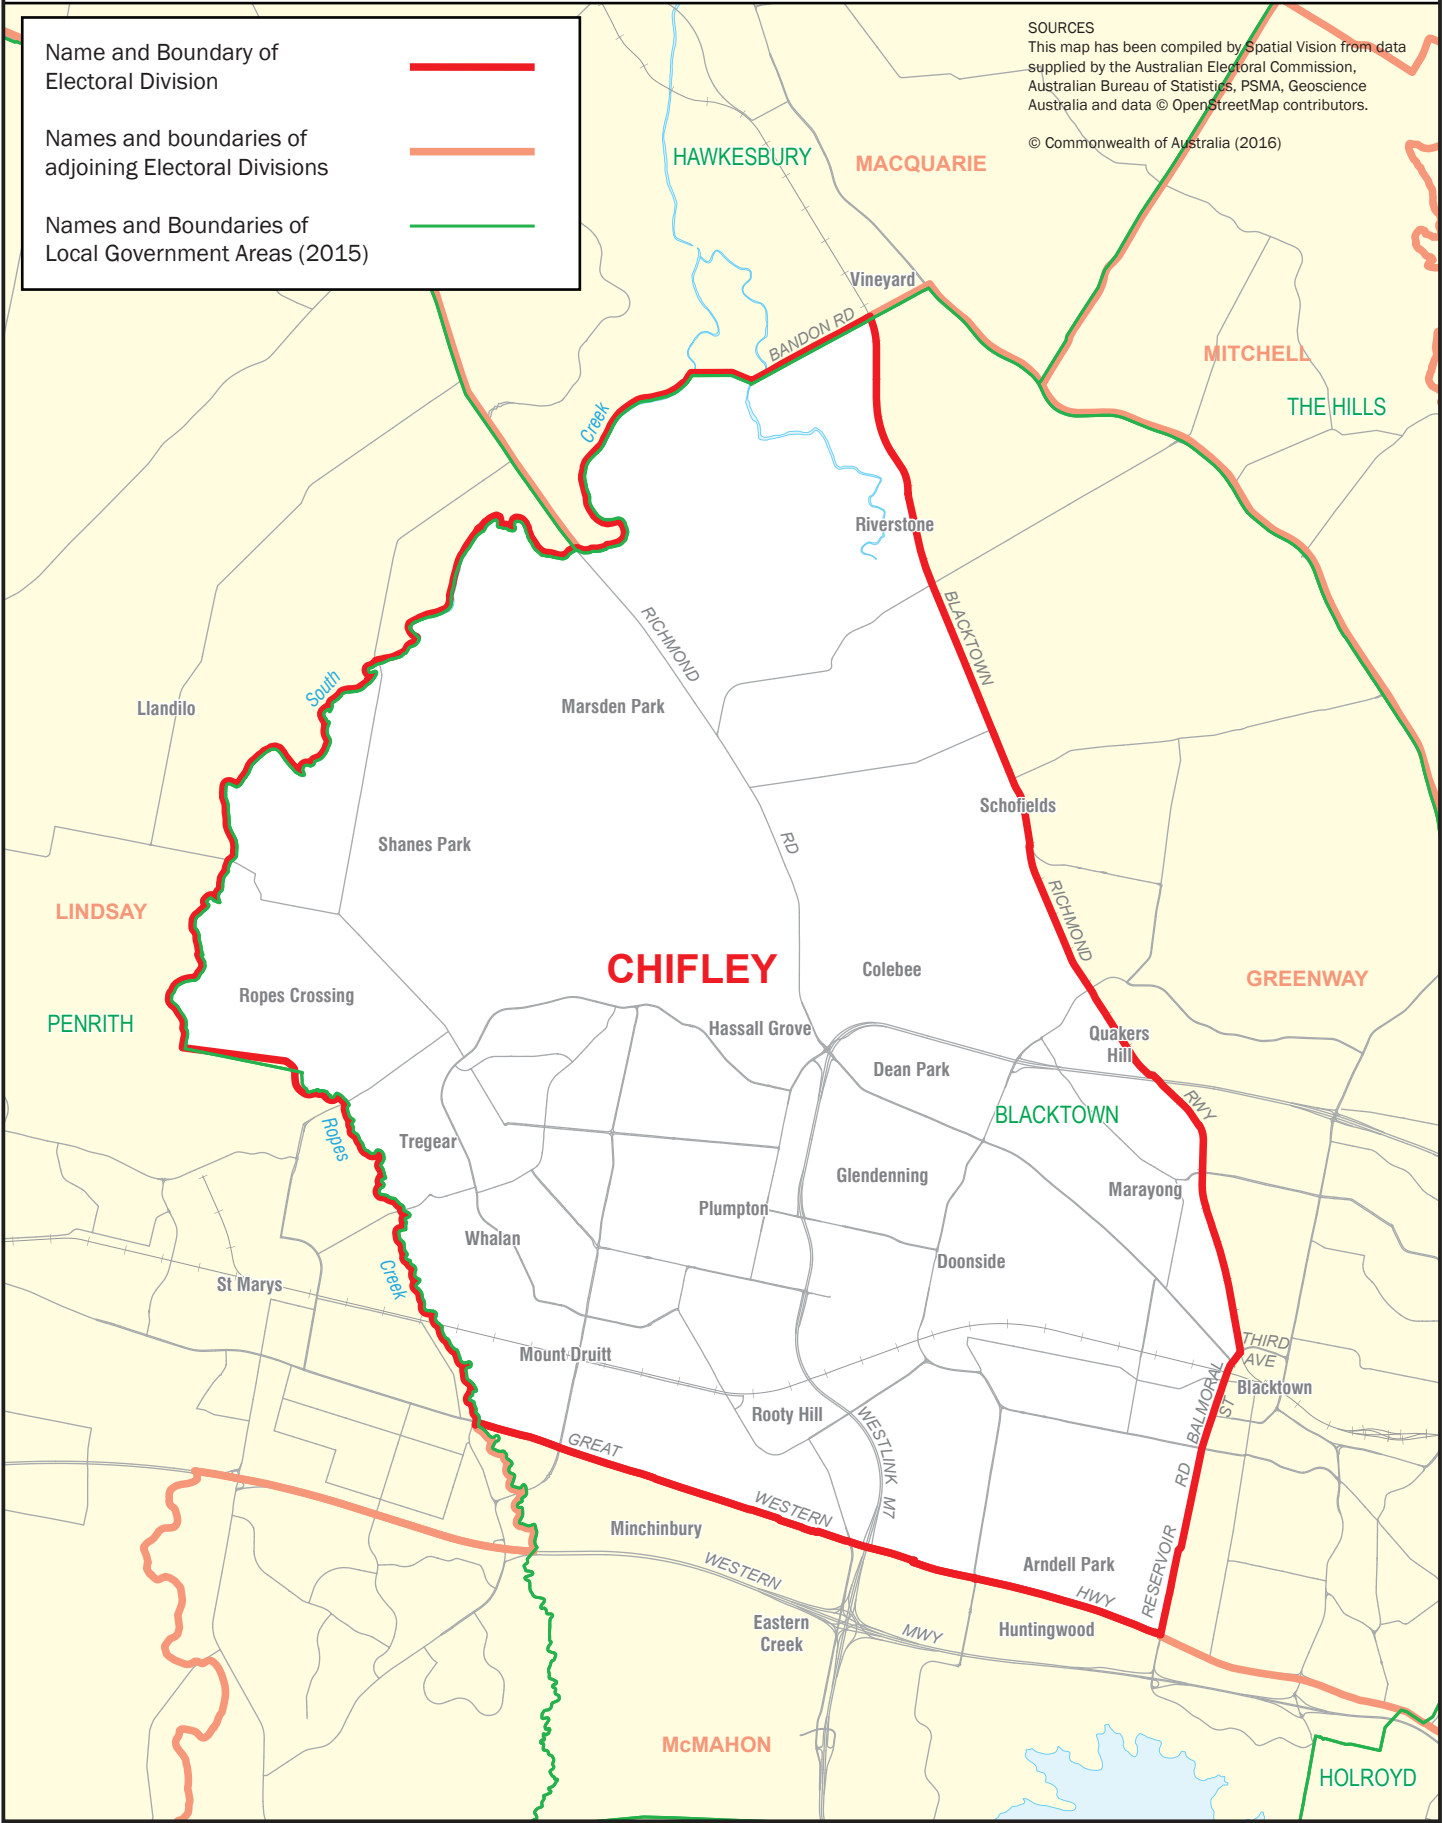 Name and Boundary of
Electoral Division
Names and boundaries of
adjoining Electoral Divisions
Names and Boundaries of
Local Government Areas (2015)
SOURCES
This map has been compiled by Spatial Vision from data
supplied by the Australian Electoral Commission,
Australian Bureau of Statistics, PSMA, Geoscience
Australia and data © OpenStreetMap contributors.
© Commonwealth of Australia (2016)
HAWKESBURY
MACQUARIE
Vineyard
BANDON RD
MITCHELL
THE HILLS
Creek
Riverstone
BLACKTOWN
RICHMOND
South
Llandilo
Marsden Park
Schofields
Shanes Park
RD
RICHMOND
LINDSAY
CHIFLEY
Colebee
GREENWAY
Ropes Crossing
PENRITH
Hassall Grove
Quakers
Hill
Dean Park
RWY
BLACKTOWN
Ropes
Tregear
Glendenning
Marayong
Plumpton
Whalan
Doonside
Creek
St Marys
THIRD
AVE
Mount Druitt
BALMORAL
ST
Blacktown
Rooty Hill
WESTLINK M7
GREAT
RD
WESTERN
Minchinbury
RESERVOIR
Arndell Park
WESTERN
HWY
Eastern
Creek
MWY
Huntingwood
McMAHON
HOLROYD